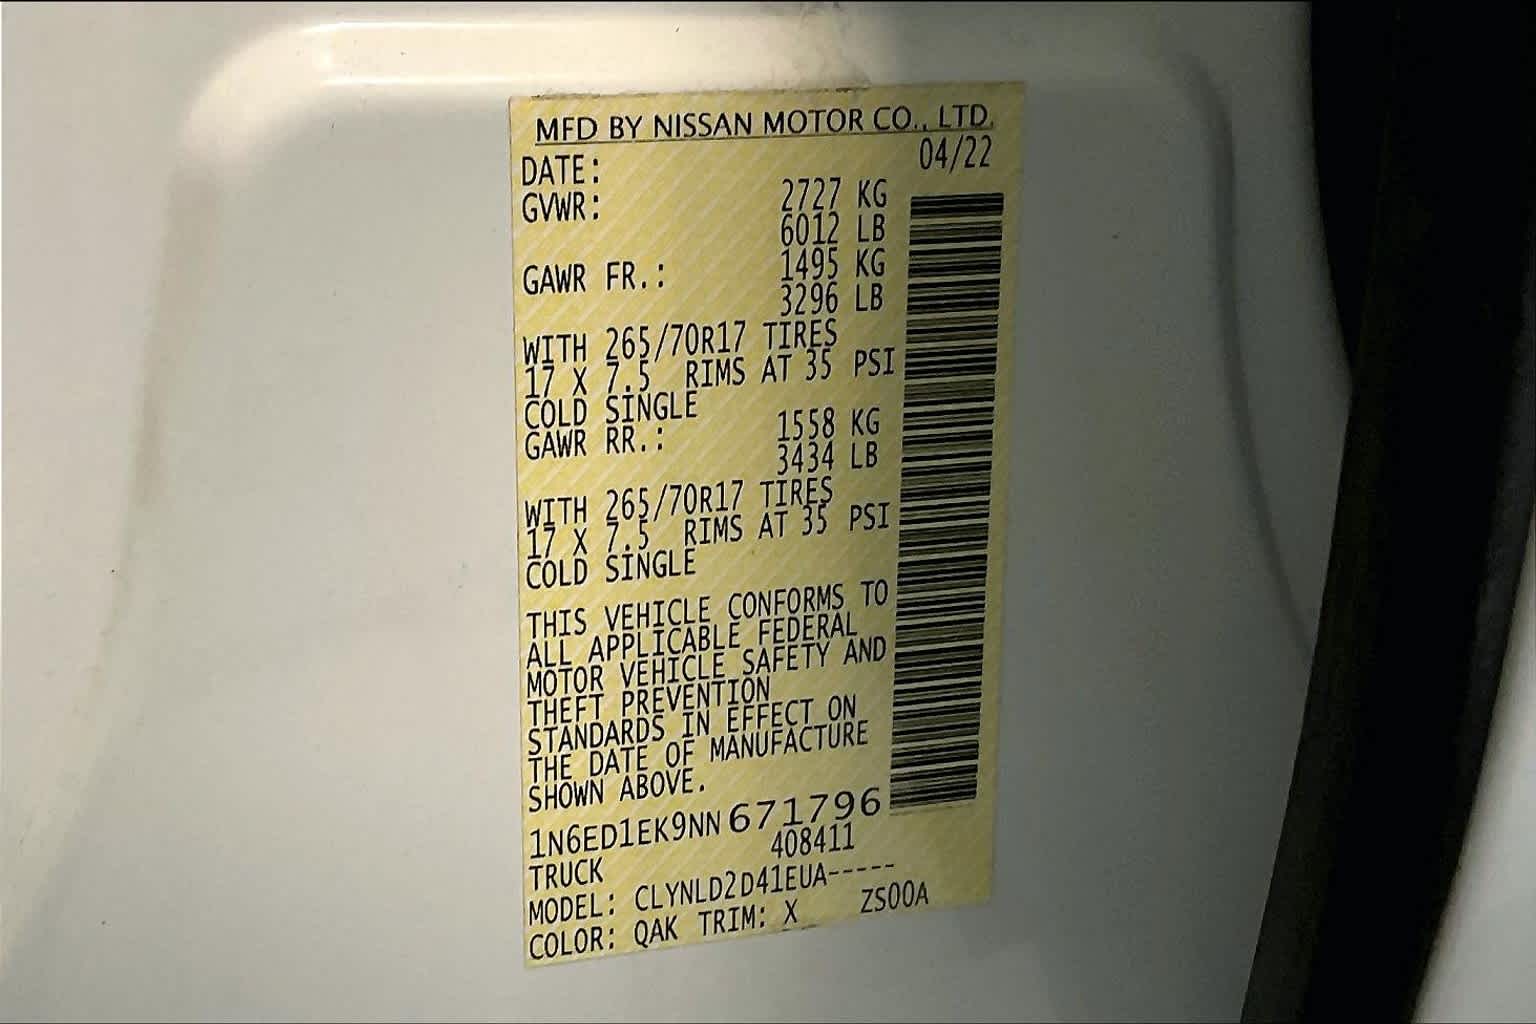 MFD BY NISSAN MOTOR CO., LTD.
DATE: 04/22
GVWR: 2727 KG
6012 LB
GAWR FR.: 1495 KG
3296 LB
WITH 265/70R17 TIRES
17 X 7.5 RIMS AT 35 PSI
COLD SINGLE
GAWR RR.: 1558 KG
3434 LB
WITH 265/70R17 TIRES
17 X 7.5 RIMS AT 35 PSI
COLD SINGLE
THIS VEHICLE CONFORMS TO
ALL APPLICABLE FEDERAL
MOTOR VEHICLE SAFETY AND
THEFT PREVENTION
STANDARDS IN EFFECT ON
THE DATE OF MANUFACTURE
SHOWN ABOVE.
1N6ED1EK9NN671796
TRUCK 408411
MODEL: CLYNLD2D41EUA-----
COLOR: QAK TRIM: X ZS00A